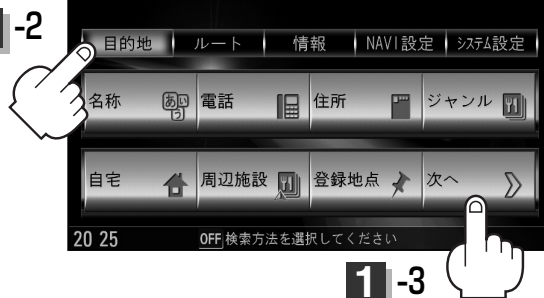 -2
目的地 ルート 情報 NAVI設定 システム設定
名称 あいう 電話 住所 ジャンル
自宅 周辺施設 登録地点 次へ
20 25 OFF 検索方法を選択してください
1 -3